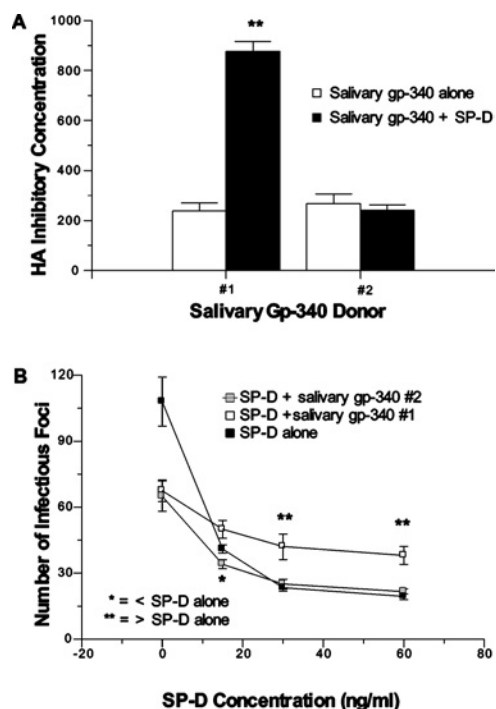 A
HA Inhibitory Concentration
1000
800
600
400
200
0
**
Salivary gp-340 alone
Salivary gp-340 + SP-D
#1
#2
Salivary Gp-340 Donor
B
Number of Infectious Foci
120
90
60
30
0
SP-D + salivary gp-340 #2
SP-D +salivary gp-340 #1
SP-D alone
**
**
*
* = < SP-D alone
** = > SP-D alone
-20
0
20
40
60
80
SP-D Concentration (ng/ml)